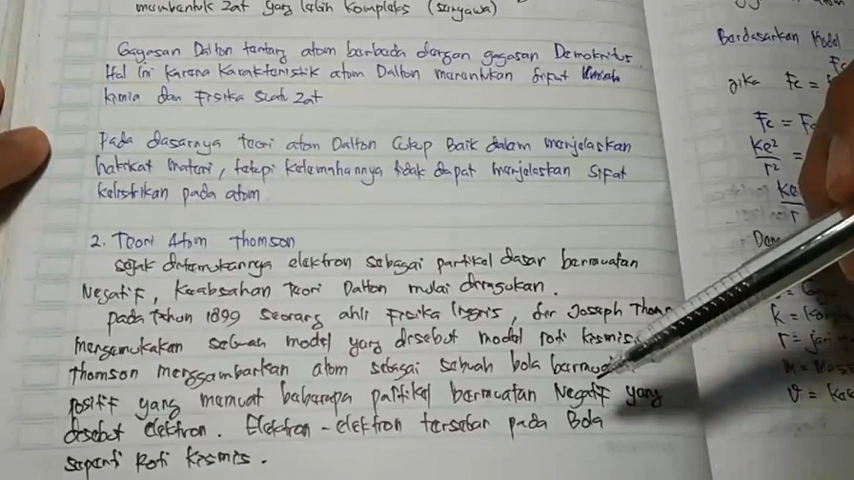 membentuk zat yang lebih kompleks (senyawa)
Gagasan Dalton tentang atom berbeda dengan gagasan Demokritus.
Hal ini karena karakteristik atom Dalton menentukan sifat
kimia dan Fisika suatu zat
Pada dasarnya teori atom Dalton cukup Baik dalam menjelaskan
hakikat materi, tetapi kelemahannya tidak dapat menjelaskan sifat
kelistrikan pada atom.
2. Teori Atom Thomson
sejak ditemukannya elektron sebagai partikel dasar bermuatan
Negatif, keabsahan Teori Dalton mulai diragukan.
pada tahun 1899 seorang ahli Fisika Inggris, Sir Joseph Thom
mengemukakan sebuah model yang disebut model roti kismis.
Thomson menggambarkan atom sebagai sebuah bola bermua
positif yang memuat beberapa partikel bermuatan Negatif yang
disebut elektron. Elektron-elektron tersebar pada Bola
seperti Roti kismis.
Berdasarkan Model
jika Fc =
Fc = F
ke²
r²
=
ke
r
k =
r =
m = Mass
v =